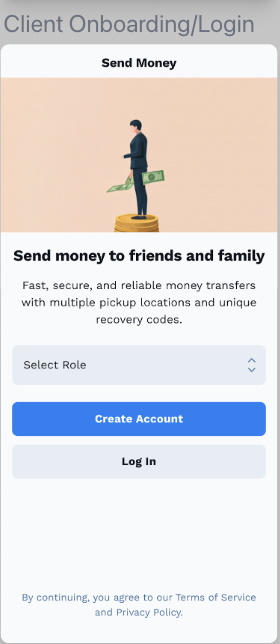 Client Onboarding/Login
Send Money
Send money to friends and family
Fast, secure, and reliable money transfers
with multiple pickup locations and unique
recovery codes.
Select Role
Create Account
Log In
By continuing, you agree to our Terms of Service
and Privacy Policy.